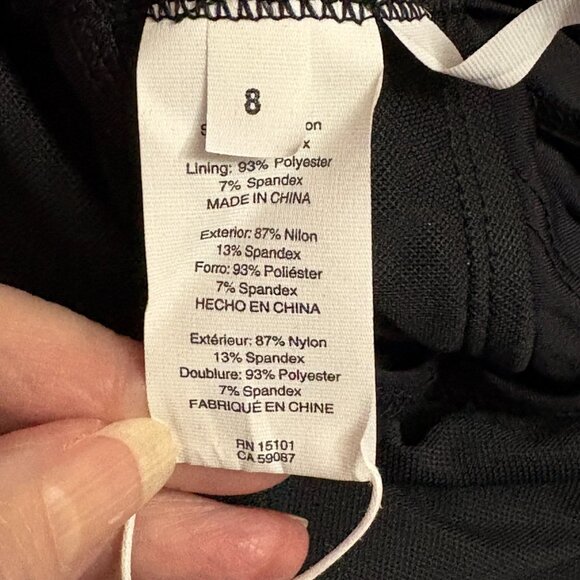 8
Lining: 93% Polyester
7% Spandex
MADE IN CHINA
Exterior: 87% Nilon
13% Spandex
Forro: 93% Poliéster
7% Spandex
HECHO EN CHINA
Extérieur: 87% Nylon
13% Spandex
Doublure: 93% Polyester
7% Spandex
FABRIQUÉ EN CHINE
RN 15101
CA 59087